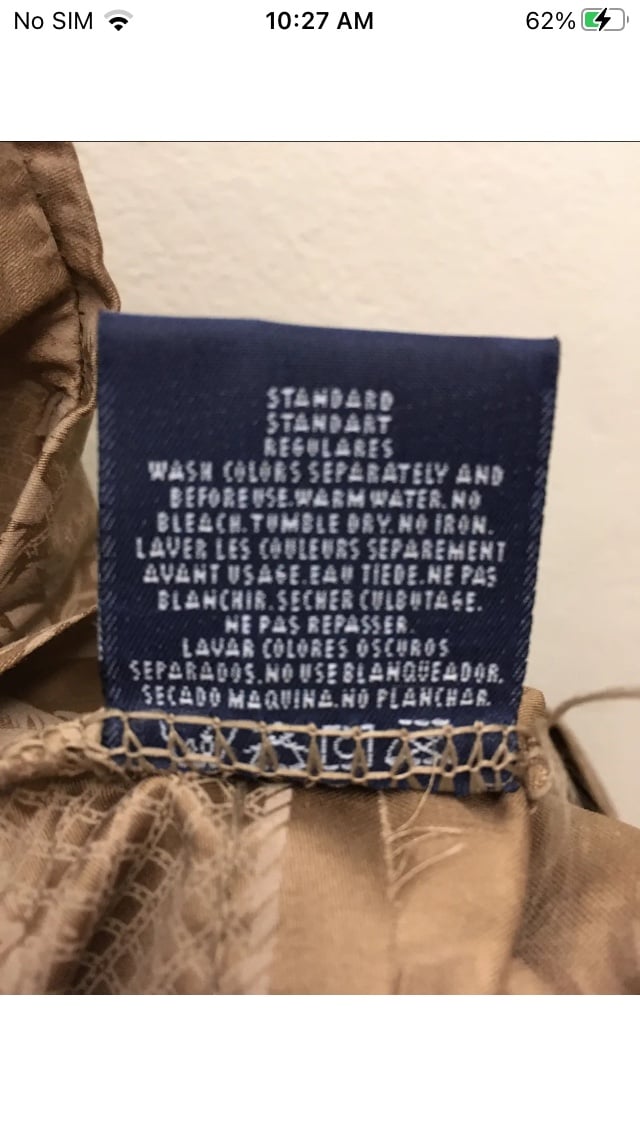 No SIM 10:27 AM 62%
STANDARD
STANDART
REGULARES
WASH COLORS SEPARATELY AND
BEFORE USE.WARM WATER. NO
BLEACH.TUMBLE DRY.NO IRON.
LAVER LES COULEURS SEPAREMENT
AVANT USAGE.EAU TIEDE.NE PAS
BLANCHIR.SECHER CULBUTAGE.
NE PAS REPASSER.
LAVAR COLORES OSCUROS
SEPARADOS.NO USE BLANQUEADOR.
SECADO MAQUINA.NO PLANCHAR.